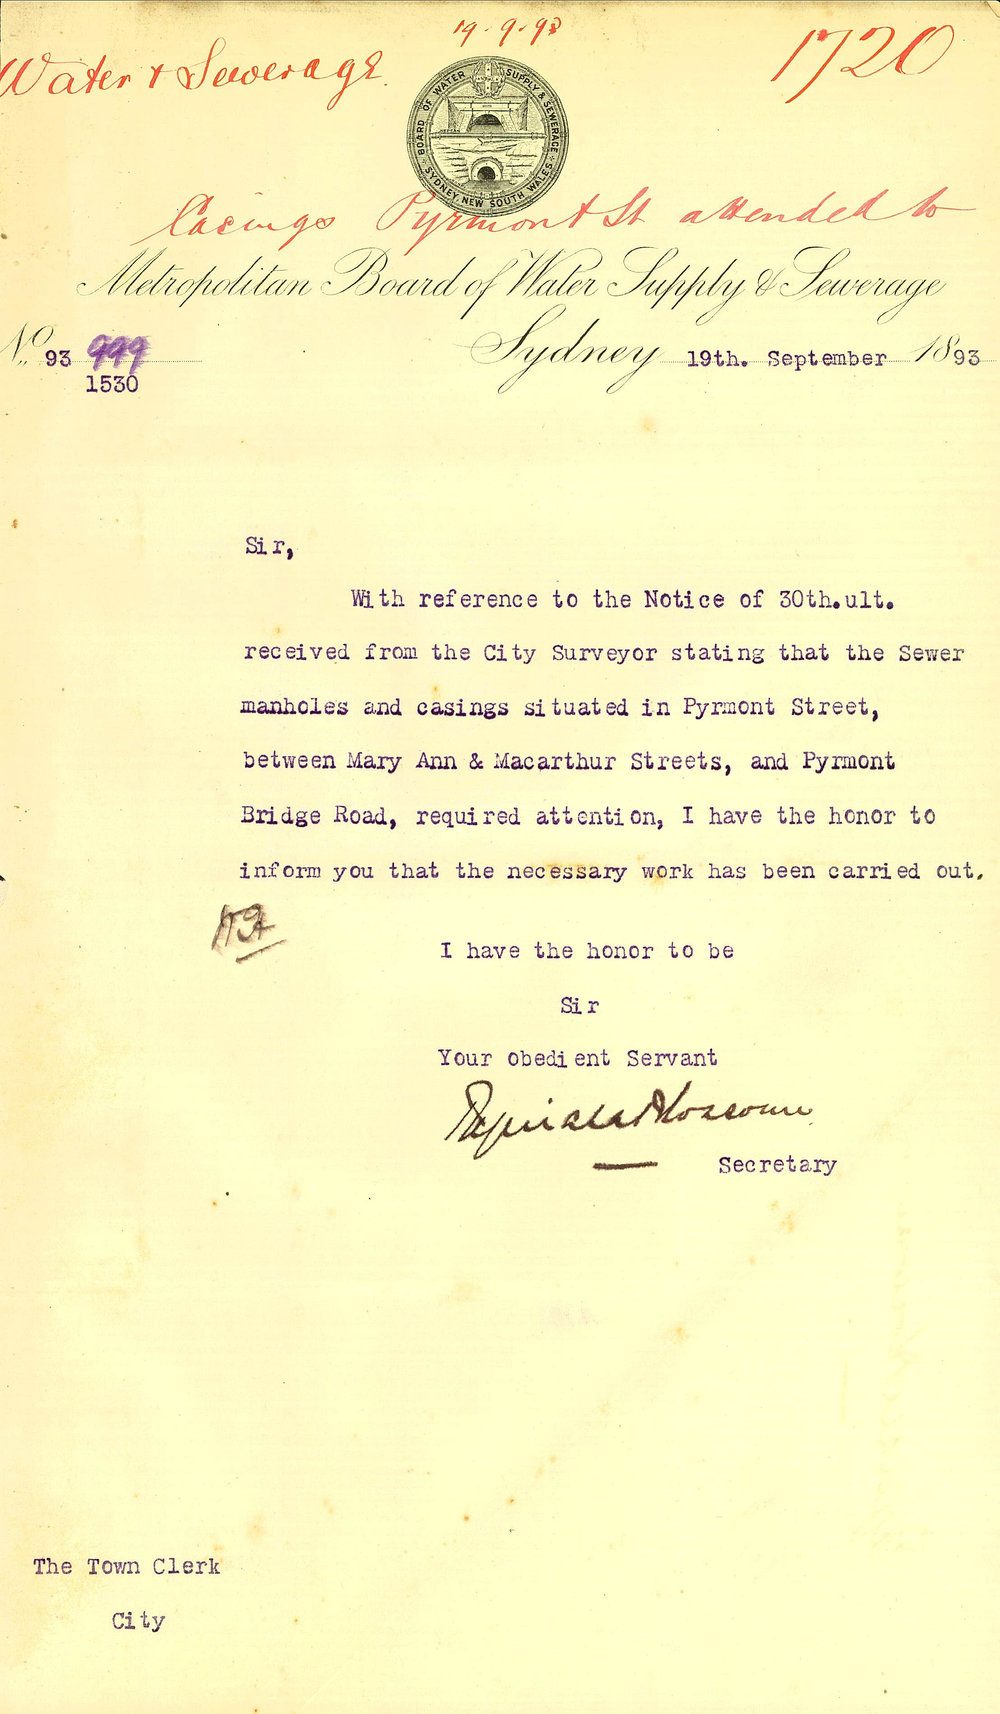 19.9.93
Water & Sewerage
1720
BOARD OF WATER SUPPLY & SEWERAGE
SYDNEY, NEW SOUTH WALES
Casings Pyrmont St attended to
Metropolitan Board of Water Supply & Sewerage
No. 93 999
1530
Sydney 19th. September 1893
Sir,
With reference to the Notice of 30th.ult.
received from the City Surveyor stating that the Sewer
manholes and casings situated in Pyrmont Street,
between Mary Ann & Macarthur Streets, and Pyrmont
Bridge Road, required attention, I have the honor to
inform you that the necessary work has been carried out.
I have the honor to be
Sir
Your Obedient Servant
Secretary
The Town Clerk
City